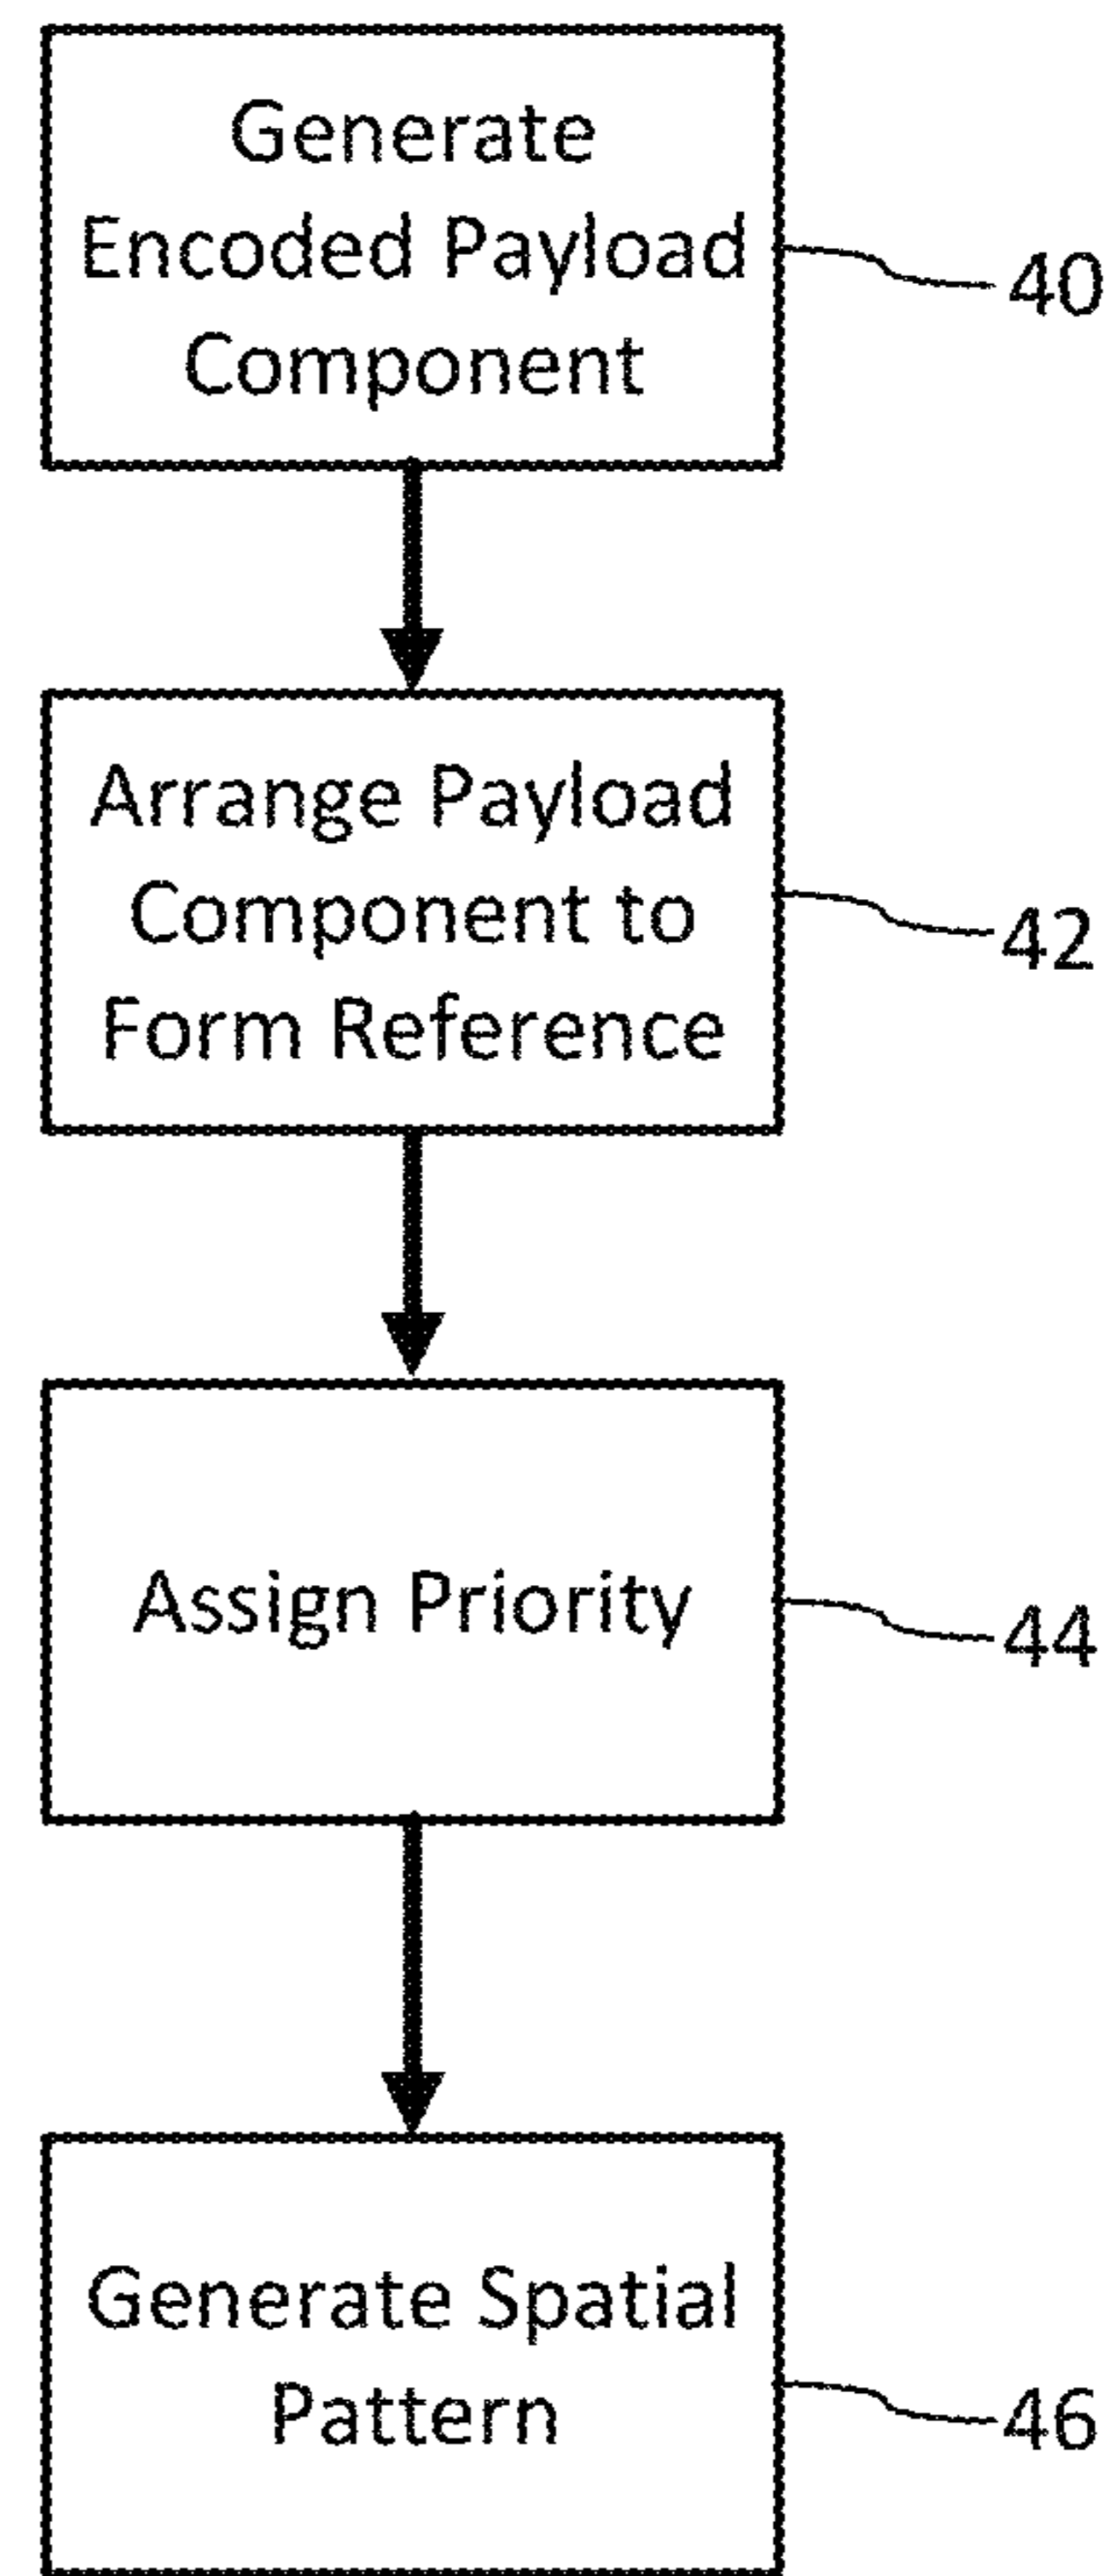 Generate
Encoded Payload
Component
40
Arrange Payload
Component to
Form Reference
42
Assign Priority
44
Generate Spatial
Pattern
46